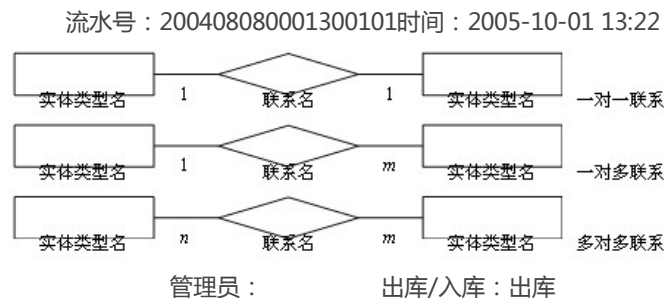 流水号：200408080001300101时间：2005-10-01 13:22
实体类型名 1 联系名 1 实体类型名 一对一联系
实体类型名 1 联系名 m 实体类型名 一对多联系
实体类型名 n 联系名 m 实体类型名 多对多联系
管理员： 出库/入库：出库